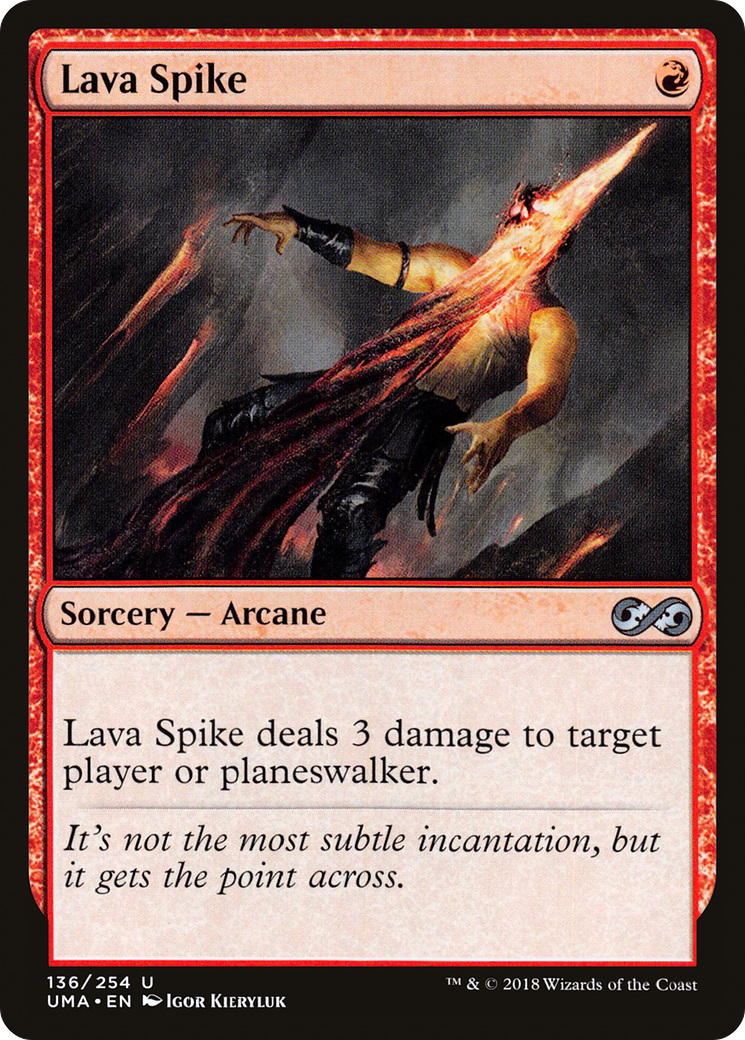 Lava Spike
Sorcery — Arcane
Lava Spike deals 3 damage to target
player or planeswalker.
It's not the most subtle incantation, but
it gets the point across.
136/254 U
UMA • EN Igor Kieryluk
™ & © 2018 Wizards of the Coast